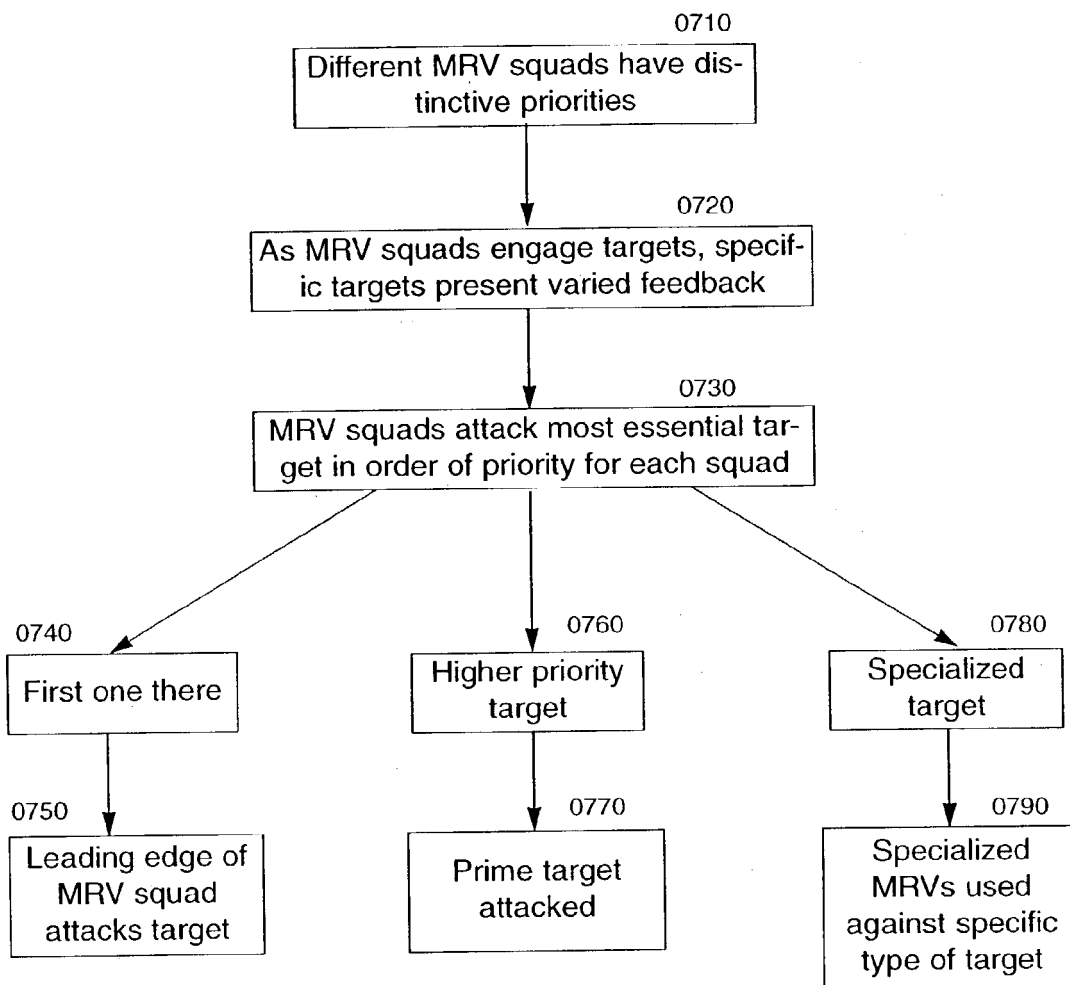 0710
Different MRV squads have dis-
tinctive priorities
0720
As MRV squads engage targets, specif-
ic targets present varied feedback
0730
MRV squads attack most essential tar-
get in order of priority for each squad
0740
First one there
0760
Higher priority
target
0780
Specialized
target
0750
Leading edge of
MRV squad
attacks target
0770
Prime target
attacked
0790
Specialized
MRVs used
against specific
type of target